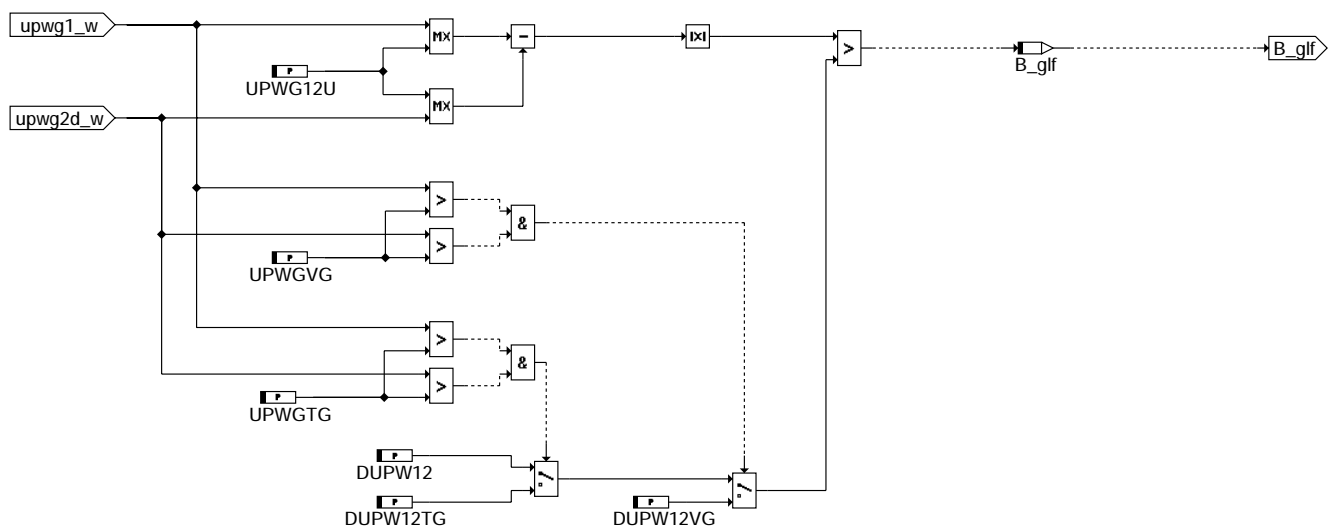 upwg1_w
MX
−
|x|
>
B_glf
B_glf
P
UPWG12U
MX
upwg2d_w
>
&
>
P
UPWGVG
>
&
>
P
UPWGTG
P
DUPW12
P
DUPW12TG
P
DUPW12VG